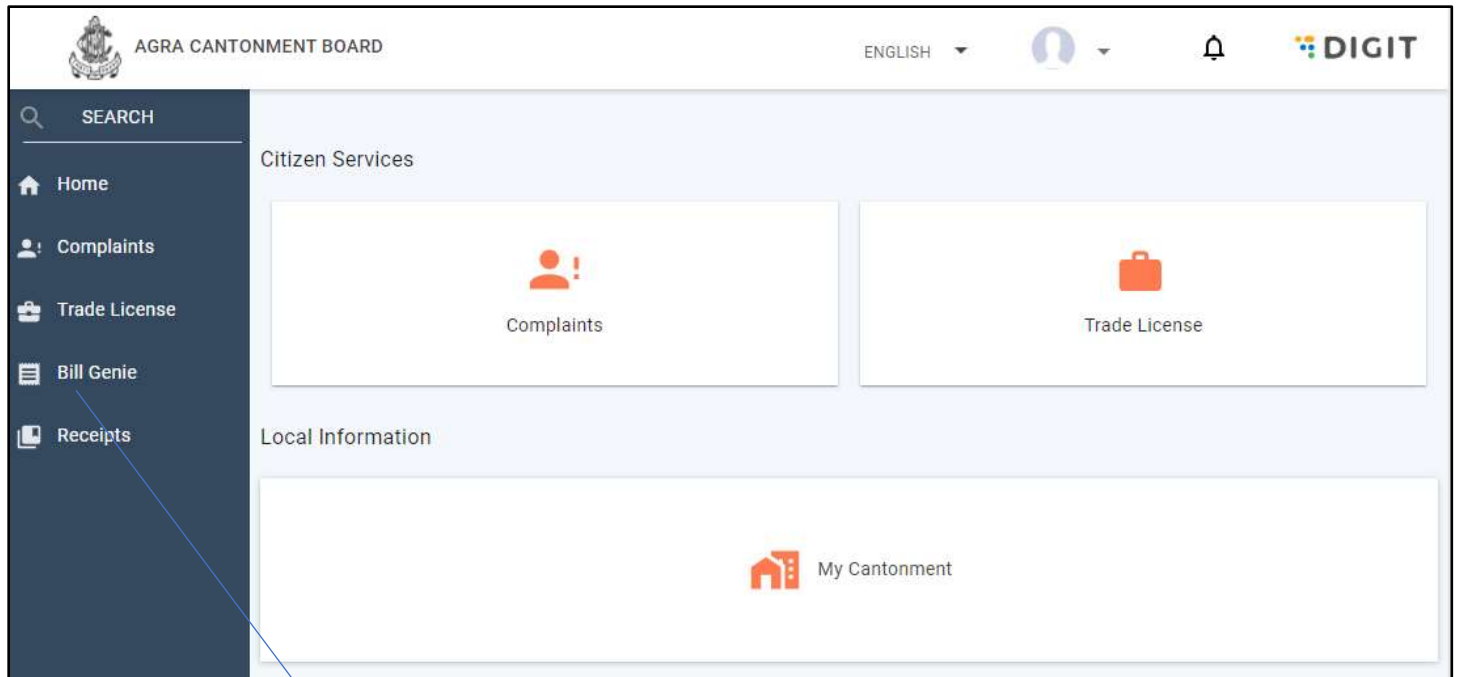 AGRA CANTONMENT BOARD
ENGLISH
DIGIT
SEARCH
Home
Complaints
Trade License
Bill Genie
Receipts
Citizen Services
Complaints
Trade License
Local Information
My Cantonment